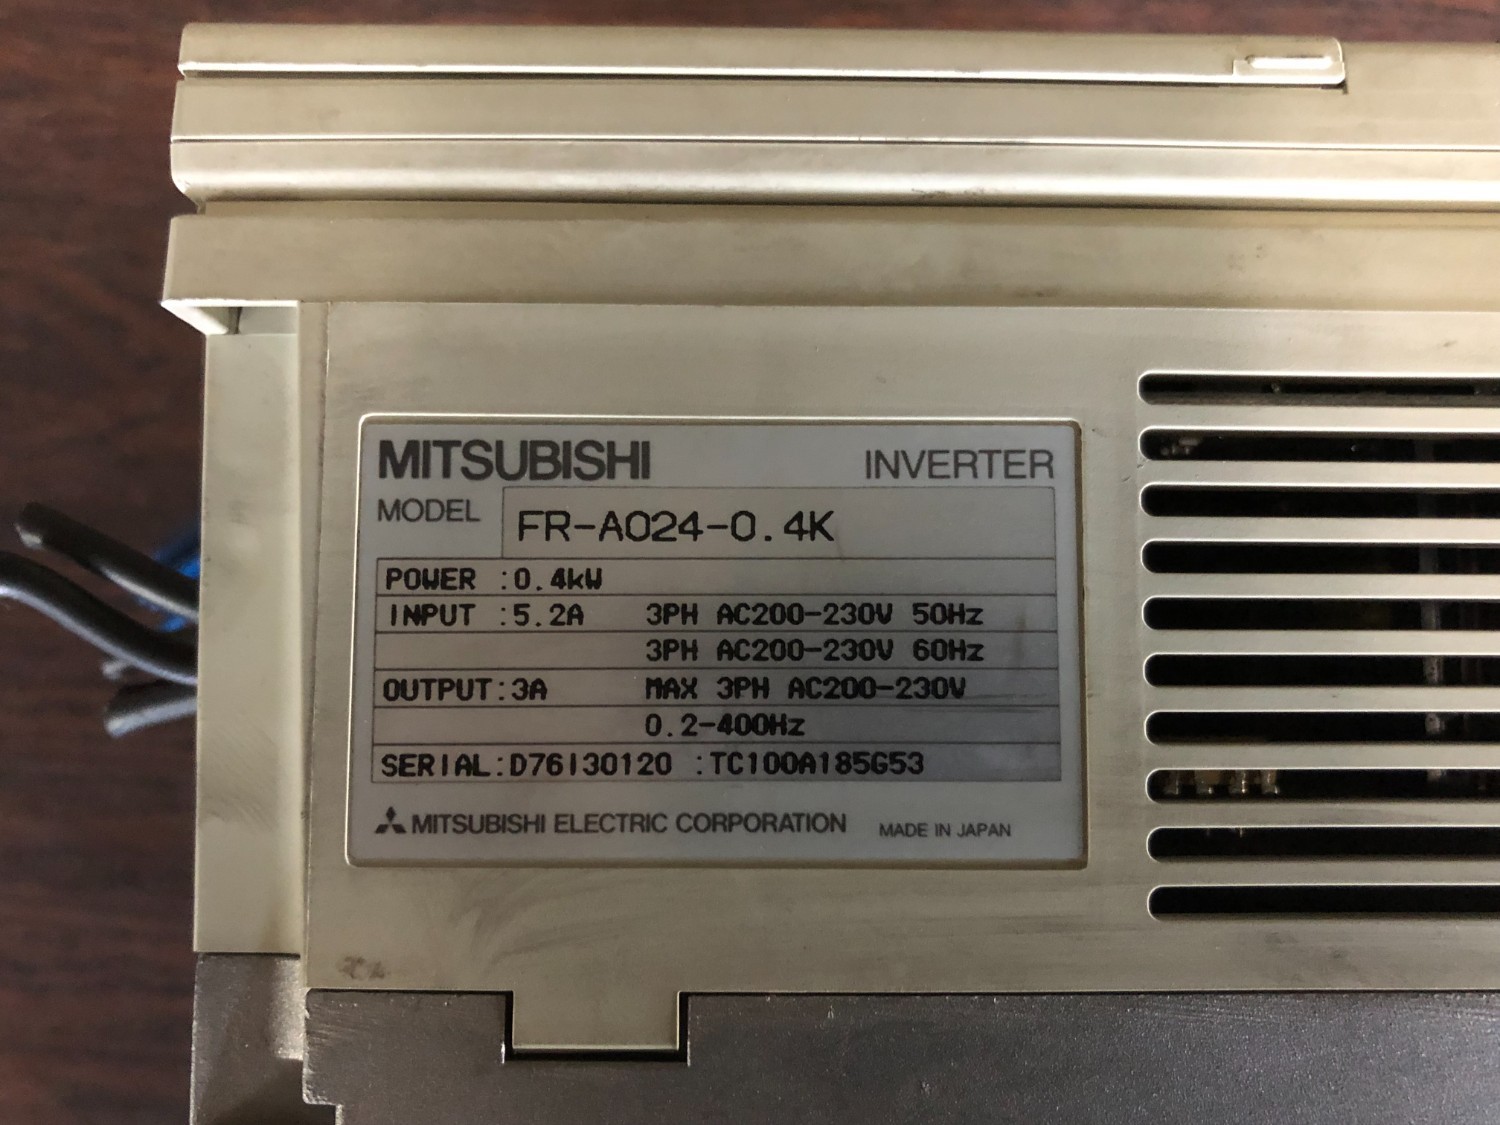 MITSUBISHI INVERTER
MODEL FR-A024-0.4K
POWER :0.4kW
INPUT :5.2A 3PH AC200-230V 50Hz
3PH AC200-230V 60Hz
OUTPUT:3A MAX 3PH AC200-230V
0.2-400Hz
SERIAL:D76I30120 :TC100A185G53
MITSUBISHI ELECTRIC CORPORATION MADE IN JAPAN